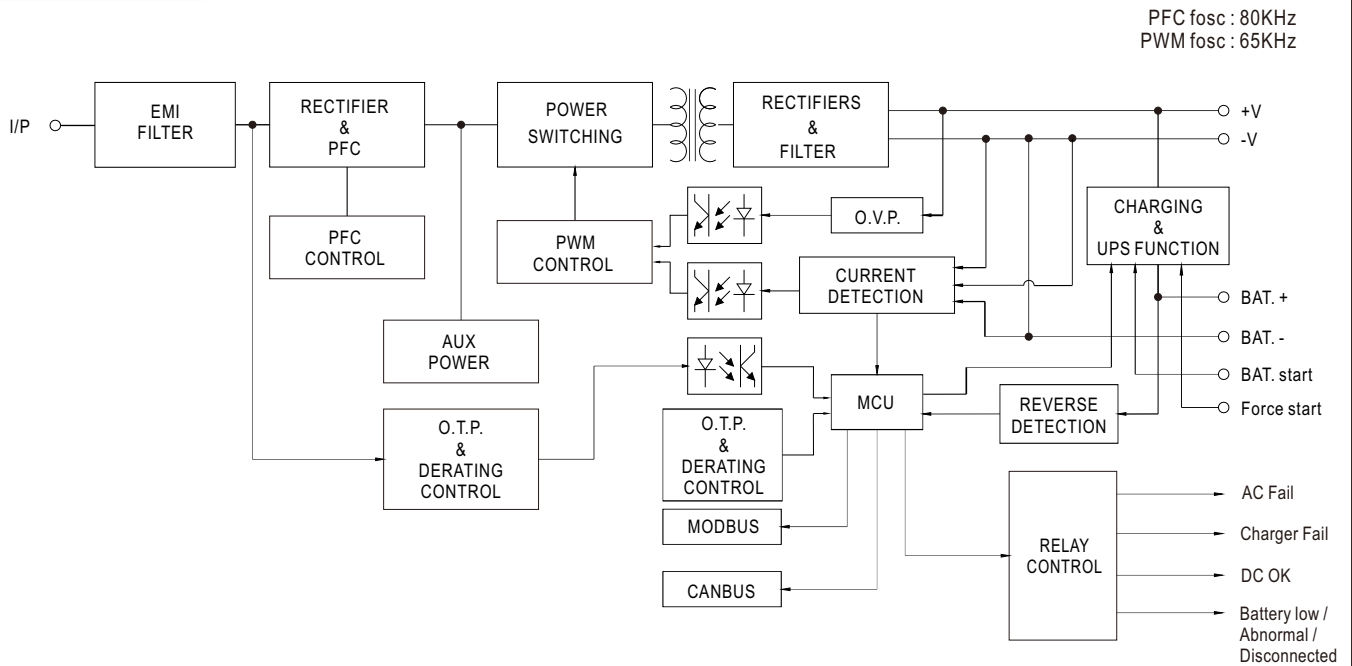 PFC fosc : 80KHz
PWM fosc : 65KHz
I/P
EMI
FILTER
RECTIFIER
&
PFC
POWER
SWITCHING
RECTIFIERS
&
FILTER
+V
-V
PFC
CONTROL
PWM
CONTROL
O.V.P.
CHARGING
&
UPS FUNCTION
CURRENT
DETECTION
BAT. +
BAT. -
AUX
POWER
BAT. start
Force start
MCU
REVERSE
DETECTION
O.T.P.
&
DERATING
CONTROL
O.T.P.
&
DERATING
CONTROL
MODBUS
CANBUS
RELAY
CONTROL
AC Fail
Charger Fail
DC OK
Battery low /
Abnormal /
Disconnected